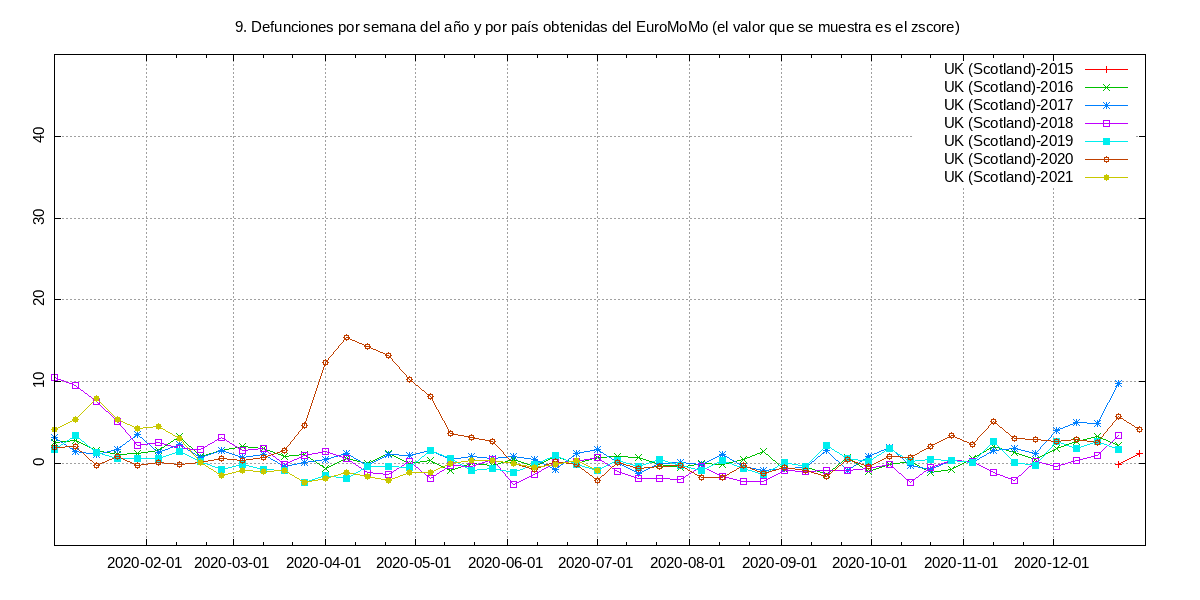 9. Defunciones por semana del año y por país obtenidas del EuroMoMo (el valor que se muestra es el zscore)
UK (Scotland)-2015
UK (Scotland)-2016
UK (Scotland)-2017
UK (Scotland)-2018
UK (Scotland)-2019
UK (Scotland)-2020
UK (Scotland)-2021
40
30
20
10
0
2020-02-01 2020-03-01 2020-04-01 2020-05-01 2020-06-01 2020-07-01 2020-08-01 2020-09-01 2020-10-01 2020-11-01 2020-12-01